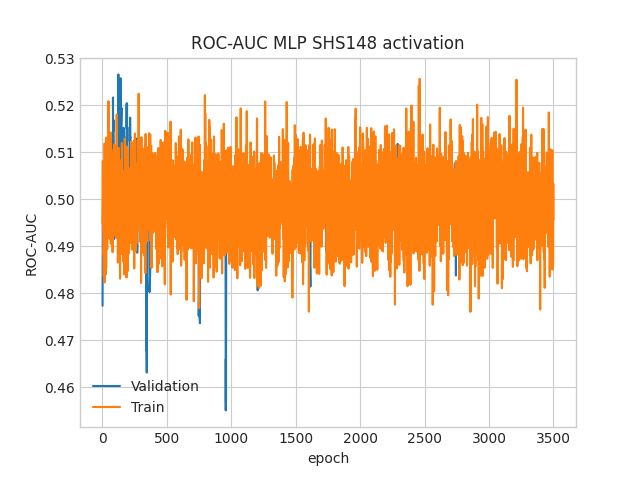 ROC-AUC MLP SHS148 activation
0.53
0.52
0.51
0.50
0.49
0.48
0.47
0.46
ROC-AUC
Validation
Train
0 500 1000 1500 2000 2500 3000 3500
epoch